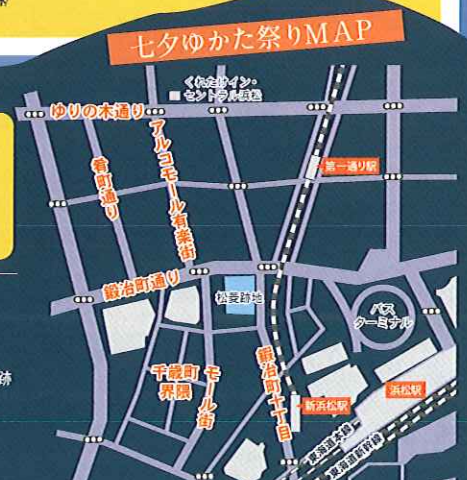 七夕ゆかた祭りMAP
くれたけイン・
セントラル浜松
ゆりの木通り
肴町通り
アルコモール有楽街
第一通り駅
鍛冶町通り
松菱跡地
バス
ターミナル
千歳町
界隈
モール街
鍛冶町十丁目
新浜松駅
浜松駅
東海道本線
東海道新幹線
跡